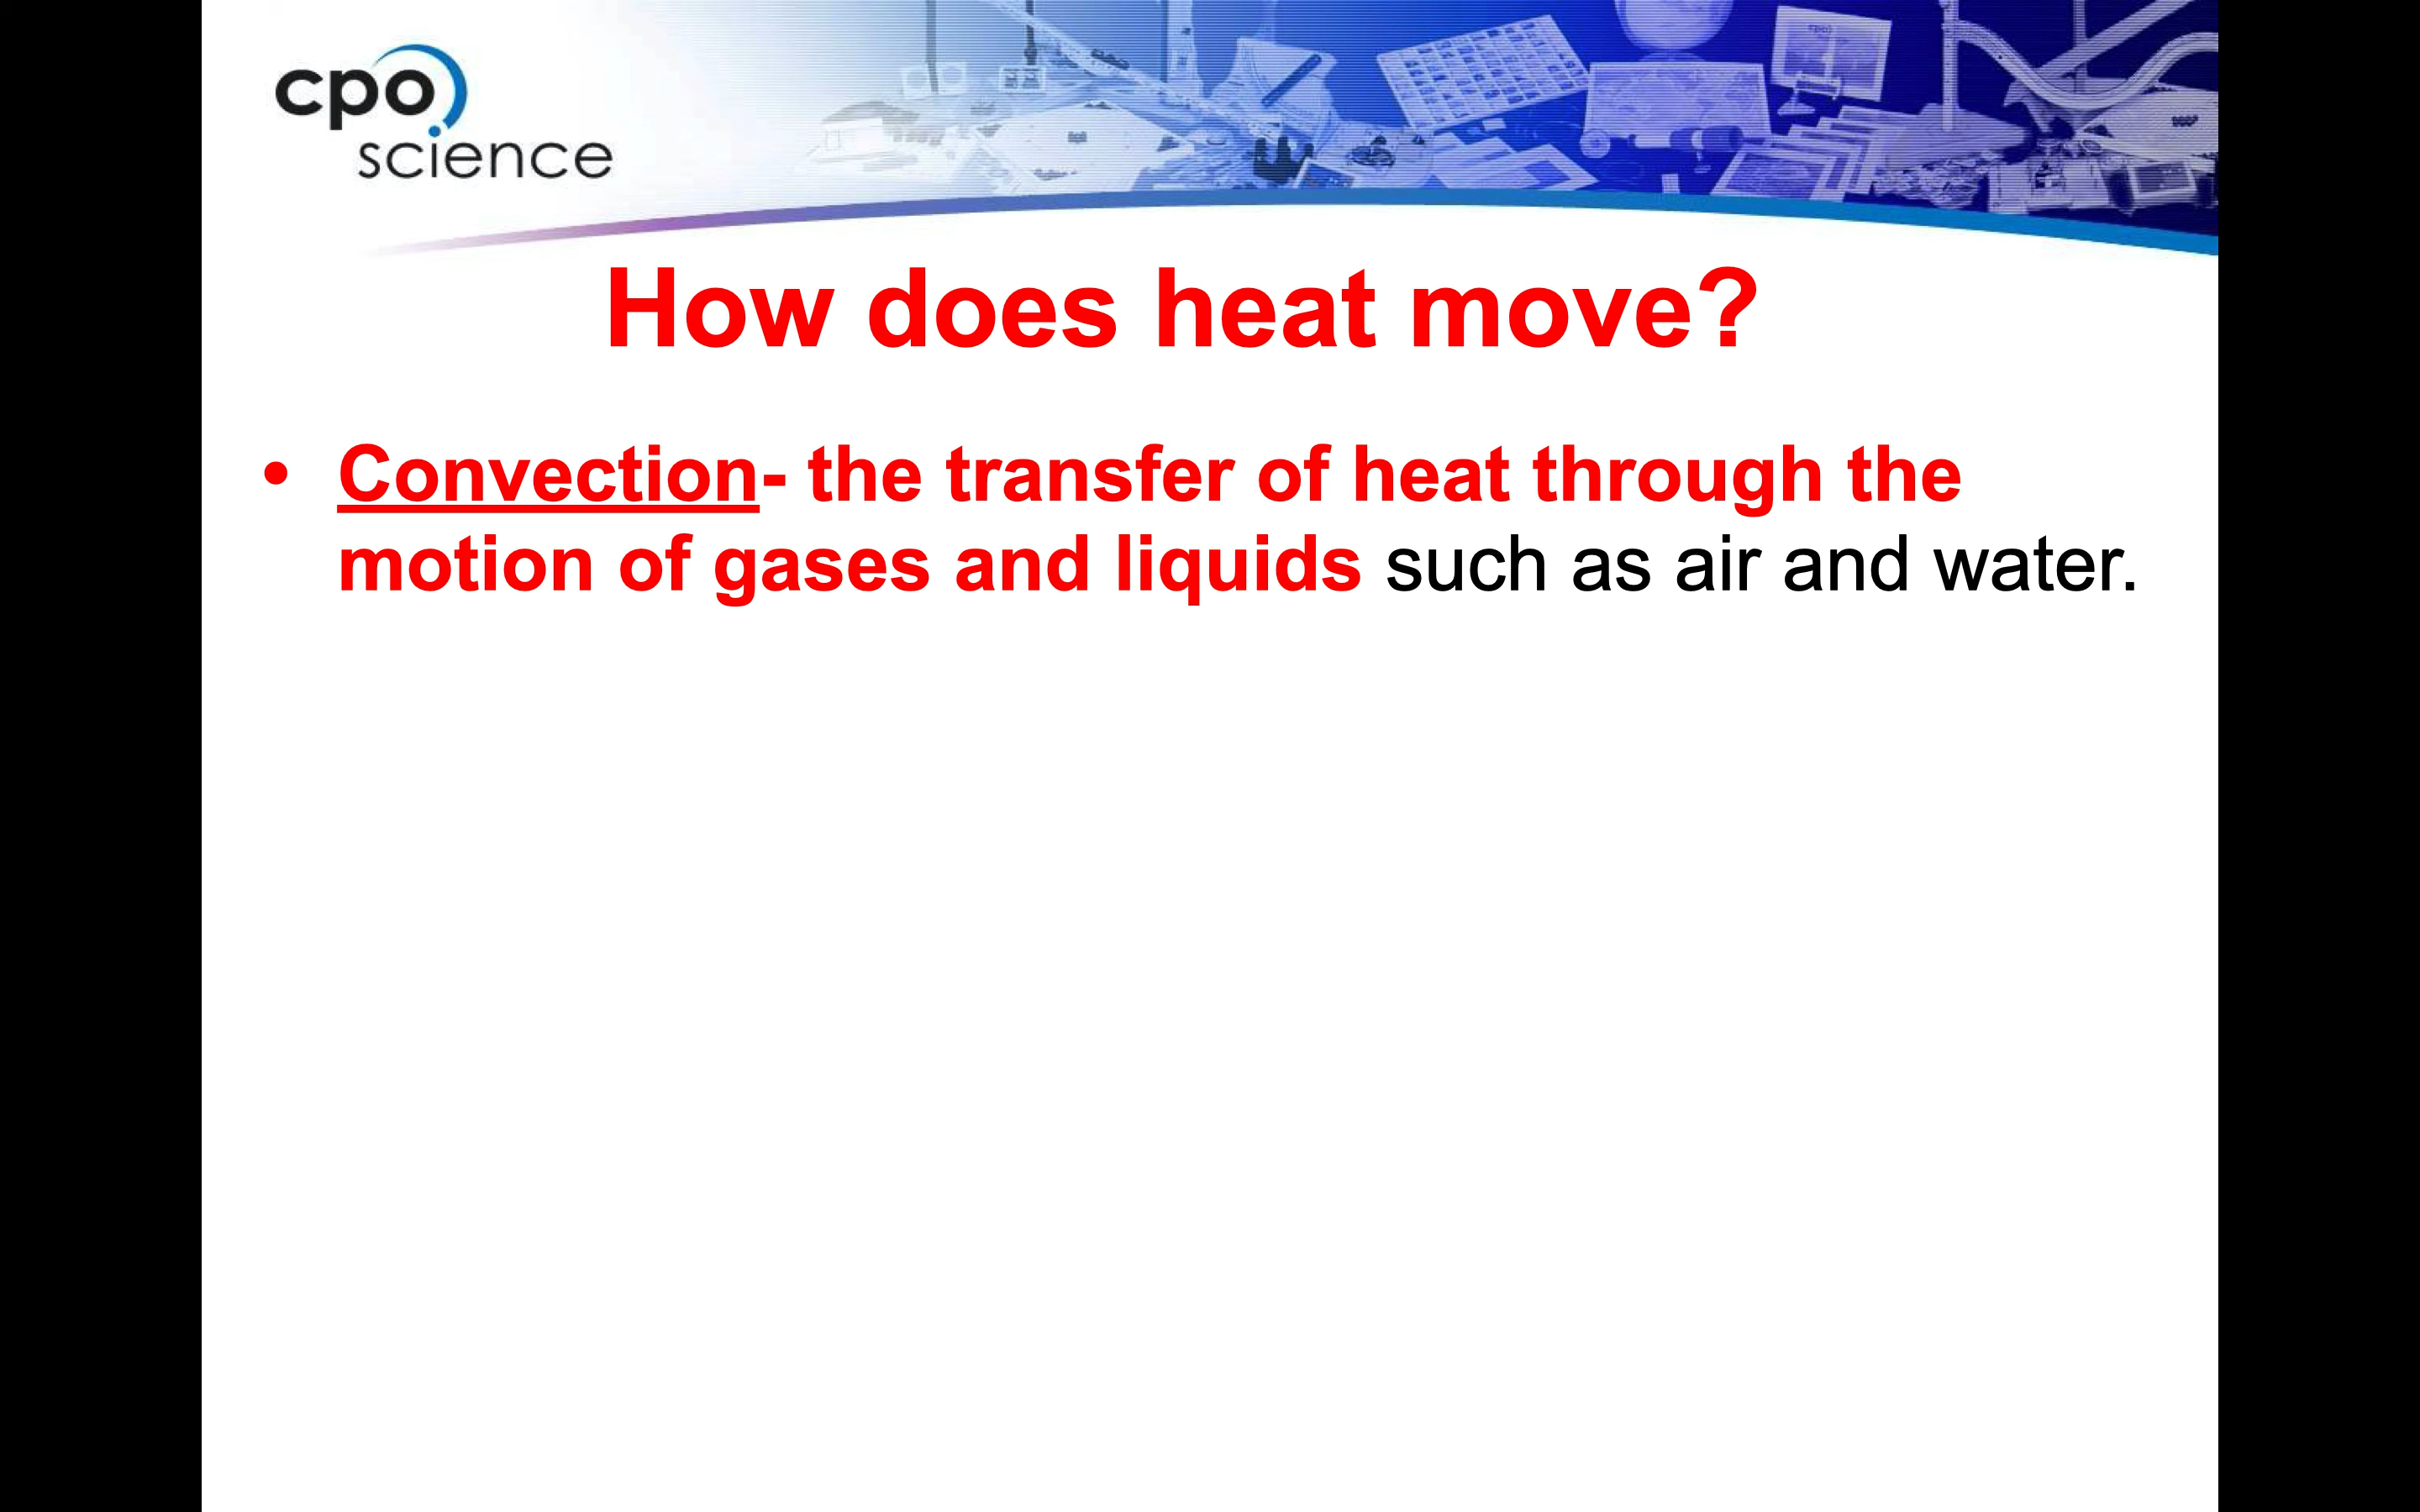 cpo
science
How does heat move?
• Convection- the transfer of heat through the
motion of gases and liquids such as air and water.